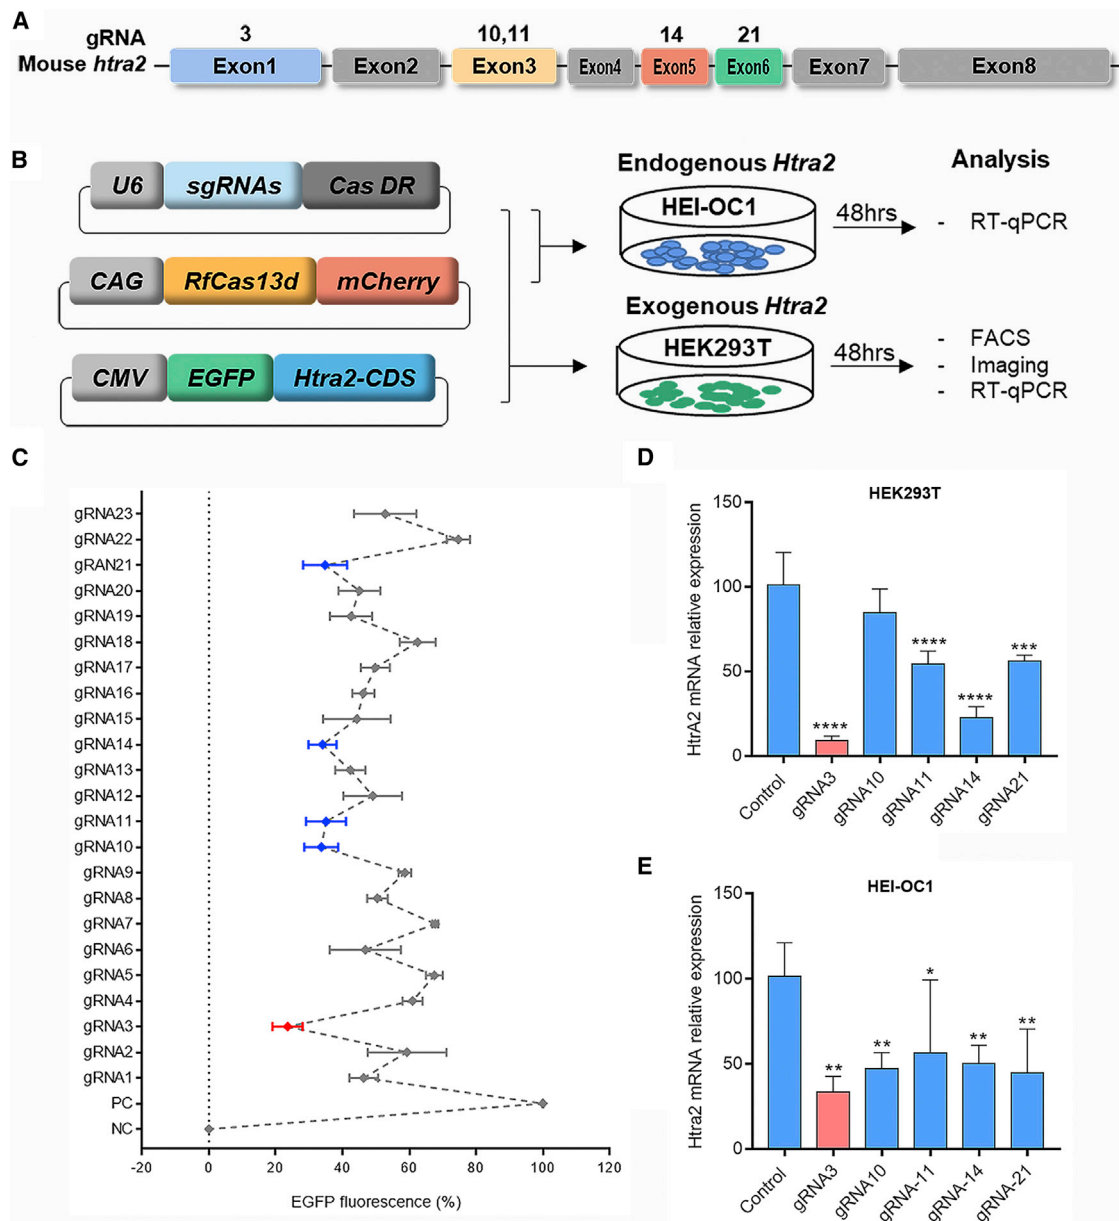 A
gRNA 3 10,11 14 21
Mouse htra2 Exon1 Exon2 Exon3 Exon4 Exon5 Exon6 Exon7 Exon8
B
U6 sgRNAs Cas DR
CAG RfCas13d mCherry
CMV EGFP Htra2-CDS
Endogenous Htra2
HEI-OC1
48hrs
Exogenous Htra2
HEK293T
48hrs
Analysis
- RT-qPCR
- FACS
- Imaging
- RT-qPCR
C
gRNA23
gRNA22
gRAN21
gRNA20
gRNA19
gRNA18
gRNA17
gRNA16
gRNA15
gRNA14
gRNA13
gRNA12
gRNA11
gRNA10
gRNA9
gRNA8
gRNA7
gRNA6
gRNA5
gRNA4
gRNA3
gRNA2
gRNA1
PC
NC
-20 0 20 40 60 80 100 120
EGFP fluorescence (%)
D
HEK293T
HtrA2 mRNA relative expression
150
100
50
0
**** **** **** ***
Control gRNA3 gRNA10 gRNA11 gRNA14 gRNA21
E
HEI-OC1
Htra2 mRNA relative expression
150
100
50
0
** ** * ** **
Control gRNA3 gRNA10 gRNA-11 gRNA-14 gRNA-21